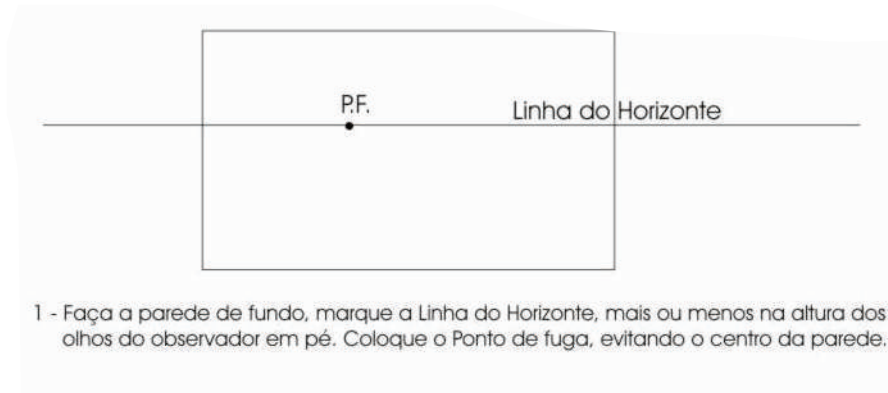 P.F.
Linha do Horizonte
1 - Faça a parede de fundo, marque a Linha do Horizonte, mais ou menos na altura dos
olhos do observador em pé. Coloque o Ponto de fuga, evitando o centro da parede.